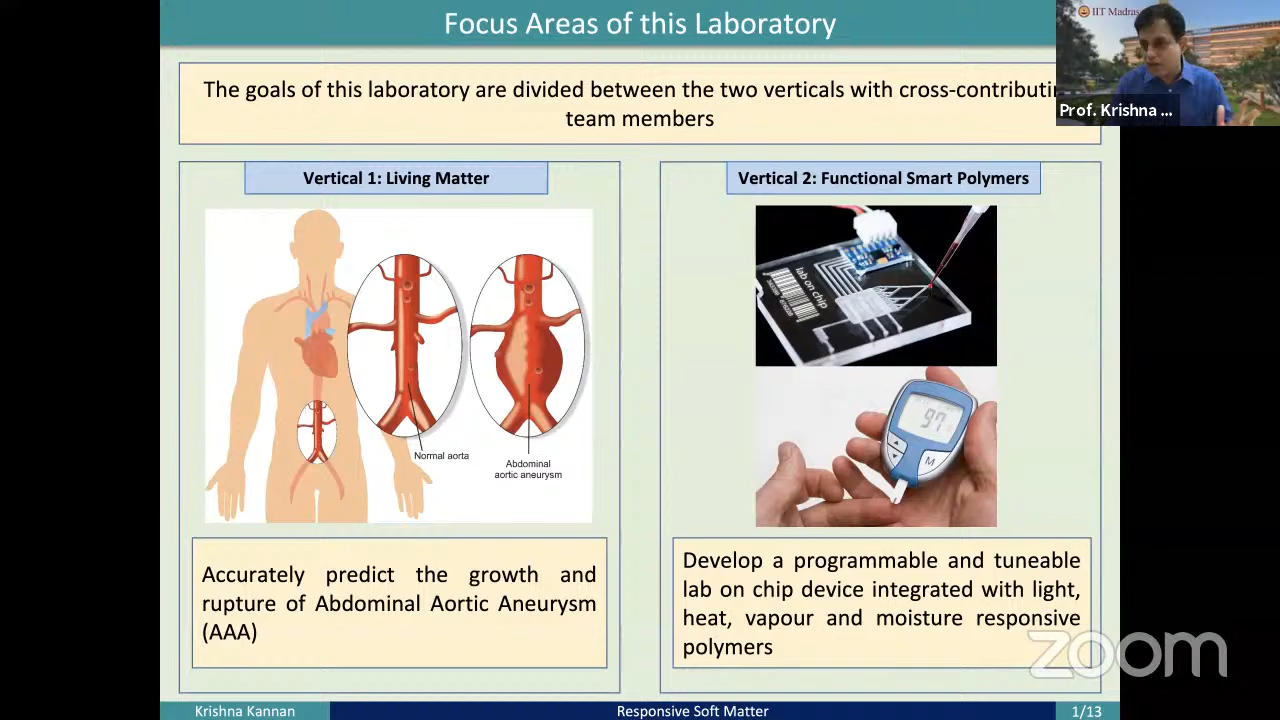 Focus Areas of this Laboratory
IIT Madras
Prof. Krishna ...
The goals of this laboratory are divided between the two verticals with cross-contributi
team members
Vertical 1: Living Matter
Normal aorta
Abdominal
aortic aneurysm
Accurately predict the growth and
rupture of Abdominal Aortic Aneurysm
(AAA)
Vertical 2: Functional Smart Polymers
lab on chip
97
M
Develop a programmable and tuneable
lab on chip device integrated with light,
heat, vapour and moisture responsive
polymers
zoom
Krishna Kannan
Responsive Soft Matter
1/13